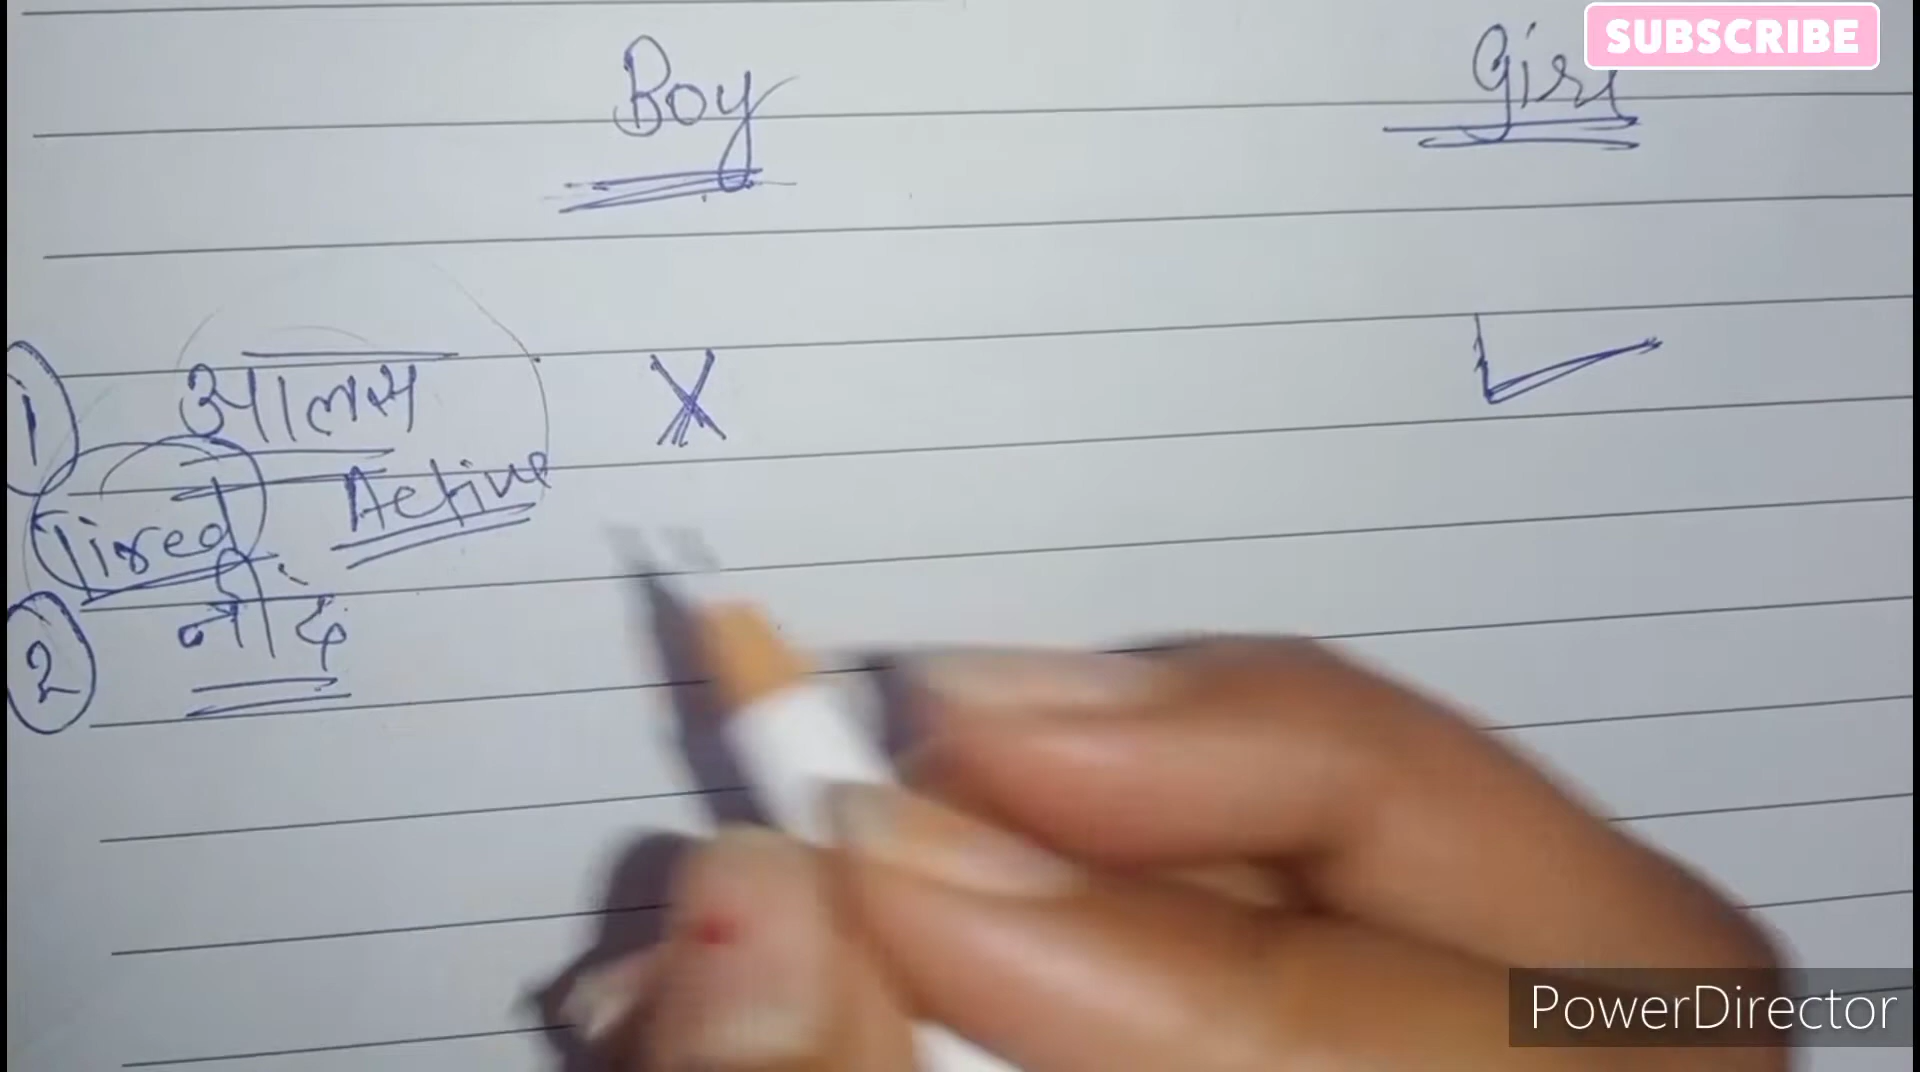 SUBSCRIBE
Boy Girl
1 आलस X ✓
Tired Active
2 नींद
PowerDirector